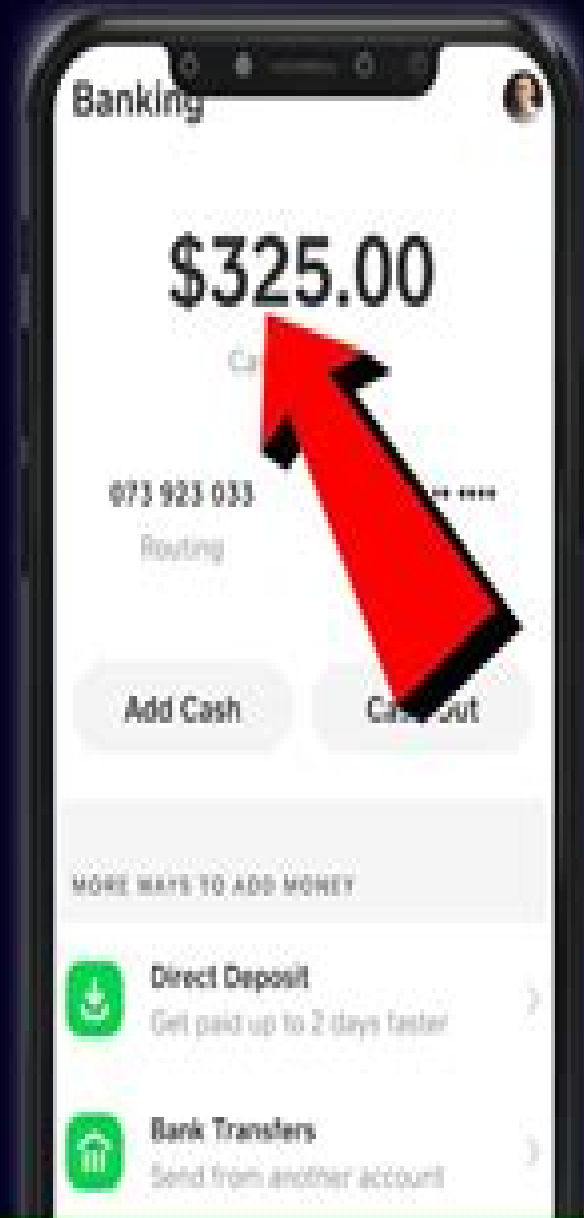 Banking
$325.00
073 923 033
•• ••••
Routing
Add Cash
MORE WAYS TO ADD MONEY
Direct Deposit
Get paid up to 2 days faster
Bank Transfers
Send from another account